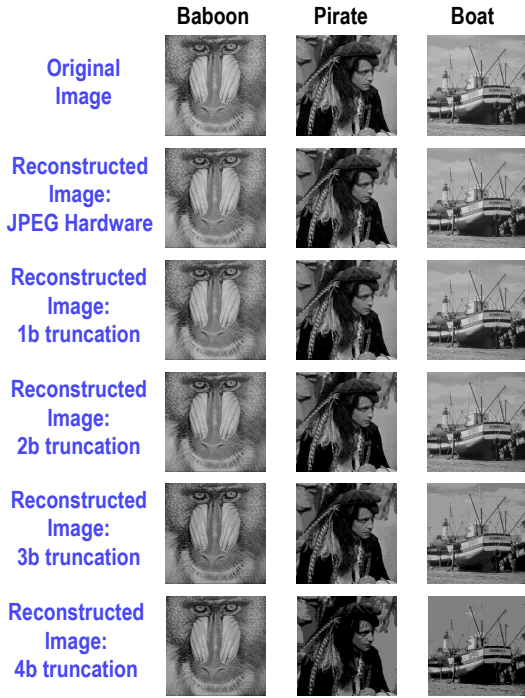 Baboon Pirate Boat
Original
Image
Reconstructed
Image:
JPEG Hardware
Reconstructed
Image:
1b truncation
Reconstructed
Image:
2b truncation
Reconstructed
Image:
3b truncation
Reconstructed
Image:
4b truncation